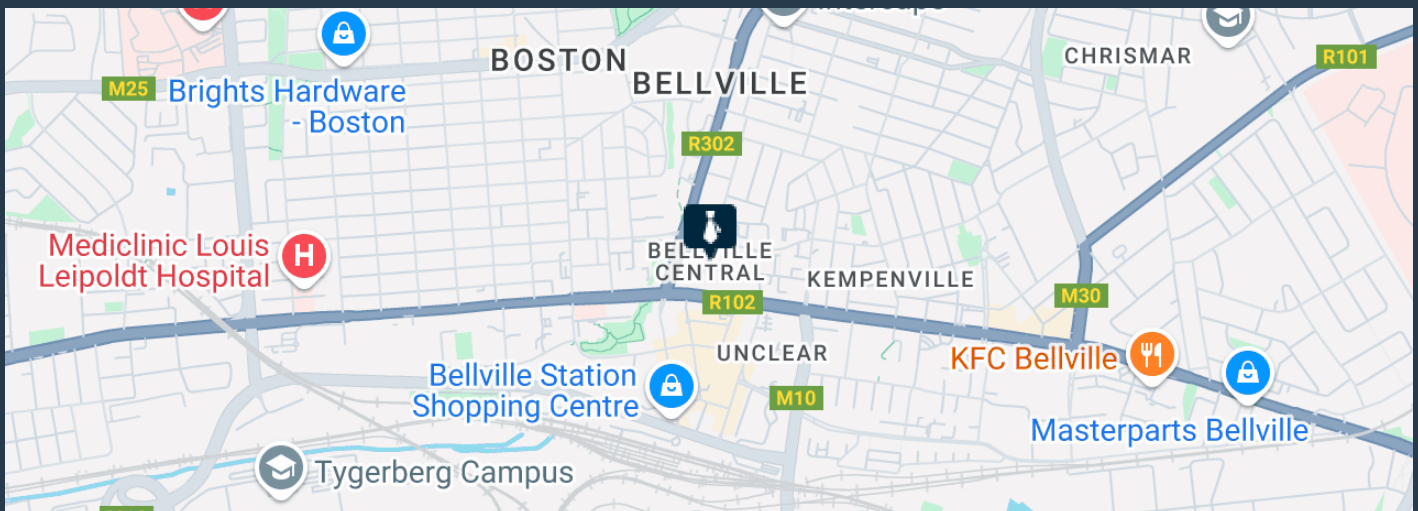 BOSTON
BELLVILLE
CHRISMAR
R101
M25
Brights Hardware
- Boston
R302
Mediclinic Louis
Leipoldt Hospital
BELLVILLE
CENTRAL
KEMPENVILLE
R102
M30
UNCLEAR
KFC Bellville
Bellville Station
Shopping Centre
M10
Masterparts Bellville
Tygerberg Campus